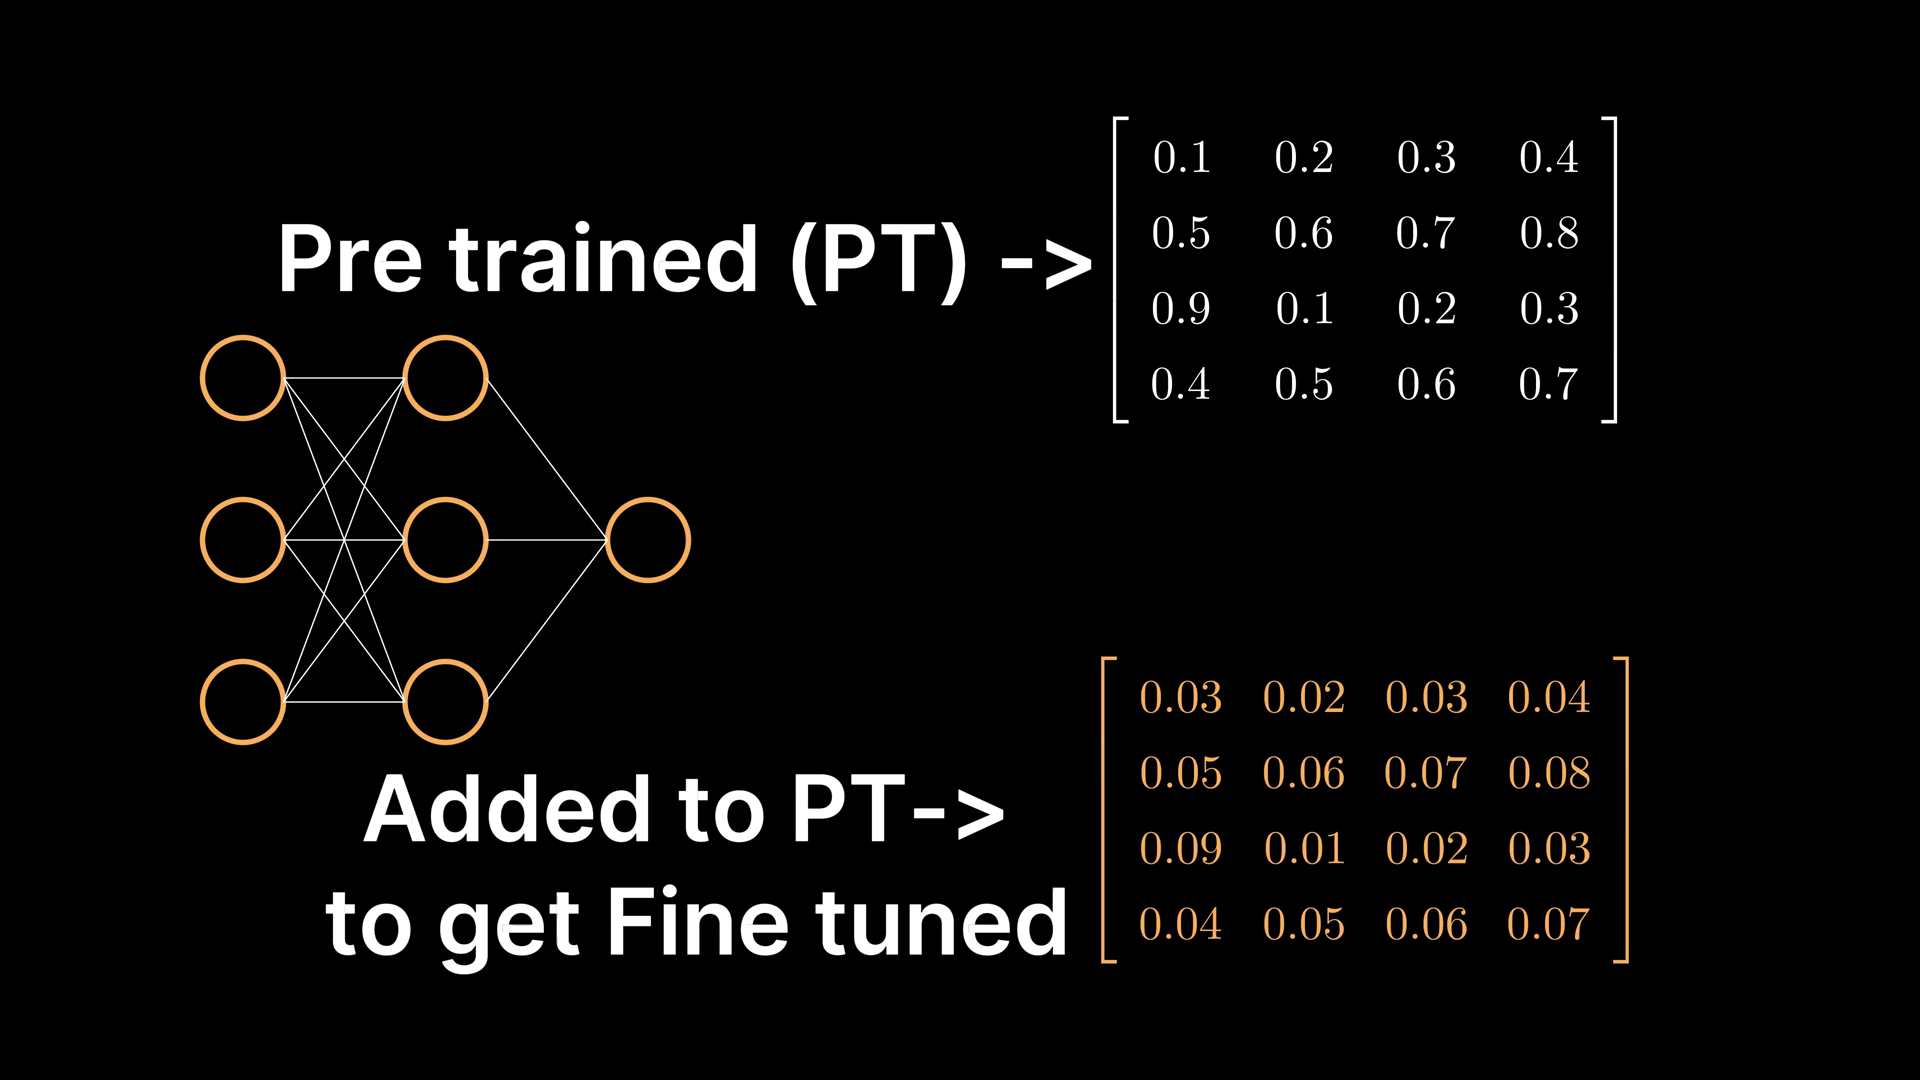 Pre trained (PT) ->
0.1 0.2 0.3 0.4
0.5 0.6 0.7 0.8
0.9 0.1 0.2 0.3
0.4 0.5 0.6 0.7
Added to PT->
to get Fine tuned
0.03 0.02 0.03 0.04
0.05 0.06 0.07 0.08
0.09 0.01 0.02 0.03
0.04 0.05 0.06 0.07